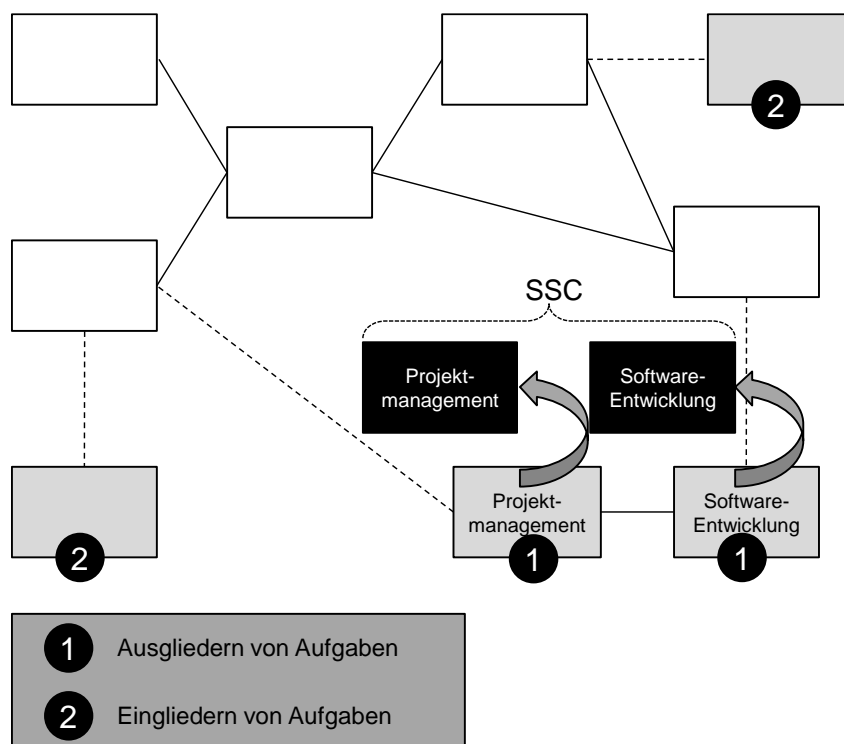 2
SSC
Projekt-
management
Software-
Entwicklung
Projekt-
management
Software-
Entwicklung
2
1
1
1 Ausgliedern von Aufgaben
2 Eingliedern von Aufgaben